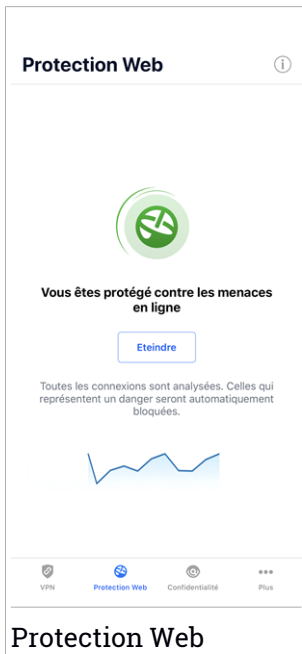 Protection Web
Vous êtes protégé contre les menaces
en ligne
Eteindre
Toutes les connexions sont analysées. Celles qui
représentent un danger seront automatiquement
bloquées.
VPN
Protection Web
Confidentialité
Plus
Protection Web